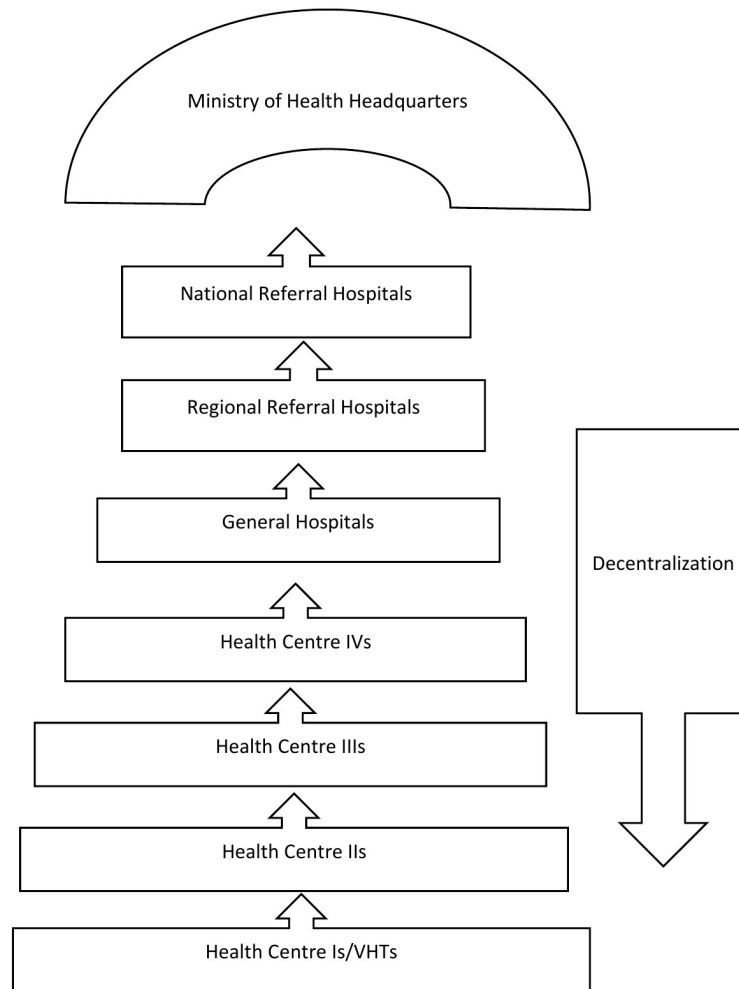 Ministry of Health Headquarters
National Referral Hospitals
Regional Referral Hospitals
General Hospitals
Decentralization
Health Centre IVs
Health Centre IIIs
Health Centre IIs
Health Centre Is/VHTs